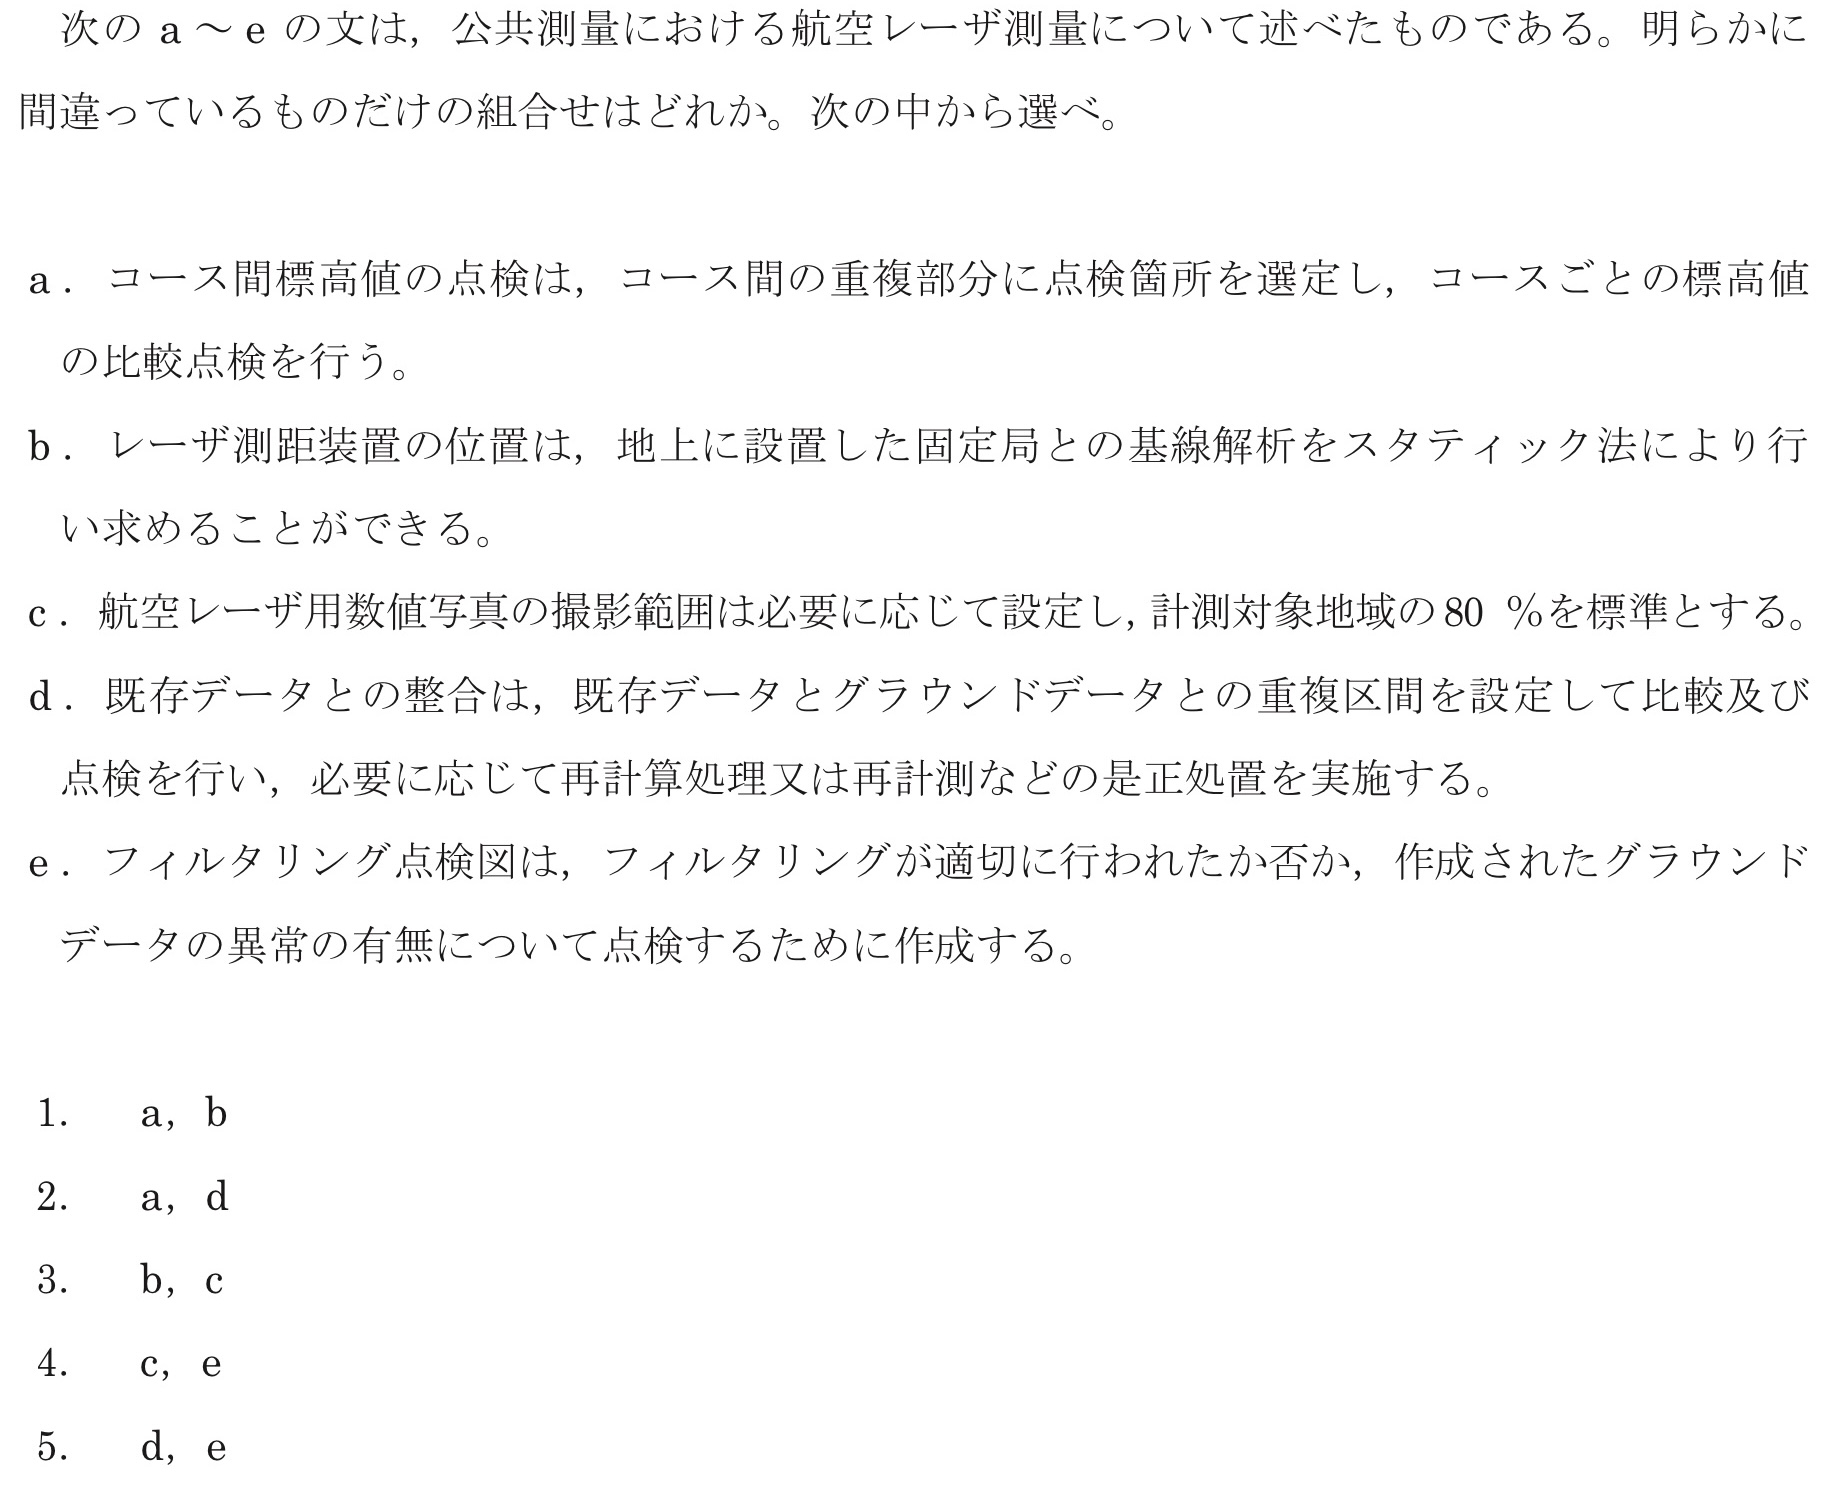 次の a ~ e の文は，公共測量における航空レーザ測量について述べたものである。明らかに
間違っているものだけの組合せはどれか。次の中から選べ。
a． コース間標高値の点検は，コース間の重複部分に点検箇所を選定し，コースごとの標高値
の比較点検を行う。
b． レーザ測距装置の位置は，地上に設置した固定局との基線解析をスタティック法により行
い求めることができる。
c． 航空レーザ用数値写真の撮影範囲は必要に応じて設定し，計測対象地域の 80 ％を標準とする。
d． 既存データとの整合は，既存データとグラウンドデータとの重複区間を設定して比較及び
点検を行い，必要に応じて再計算処理又は再計測などの是正処置を実施する。
e． フィルタリング点検図は，フィルタリングが適切に行われたか否か，作成されたグラウンド
データの異常の有無について点検するために作成する。
1. a，b
2. a，d
3. b，c
4. c，e
5. d，e